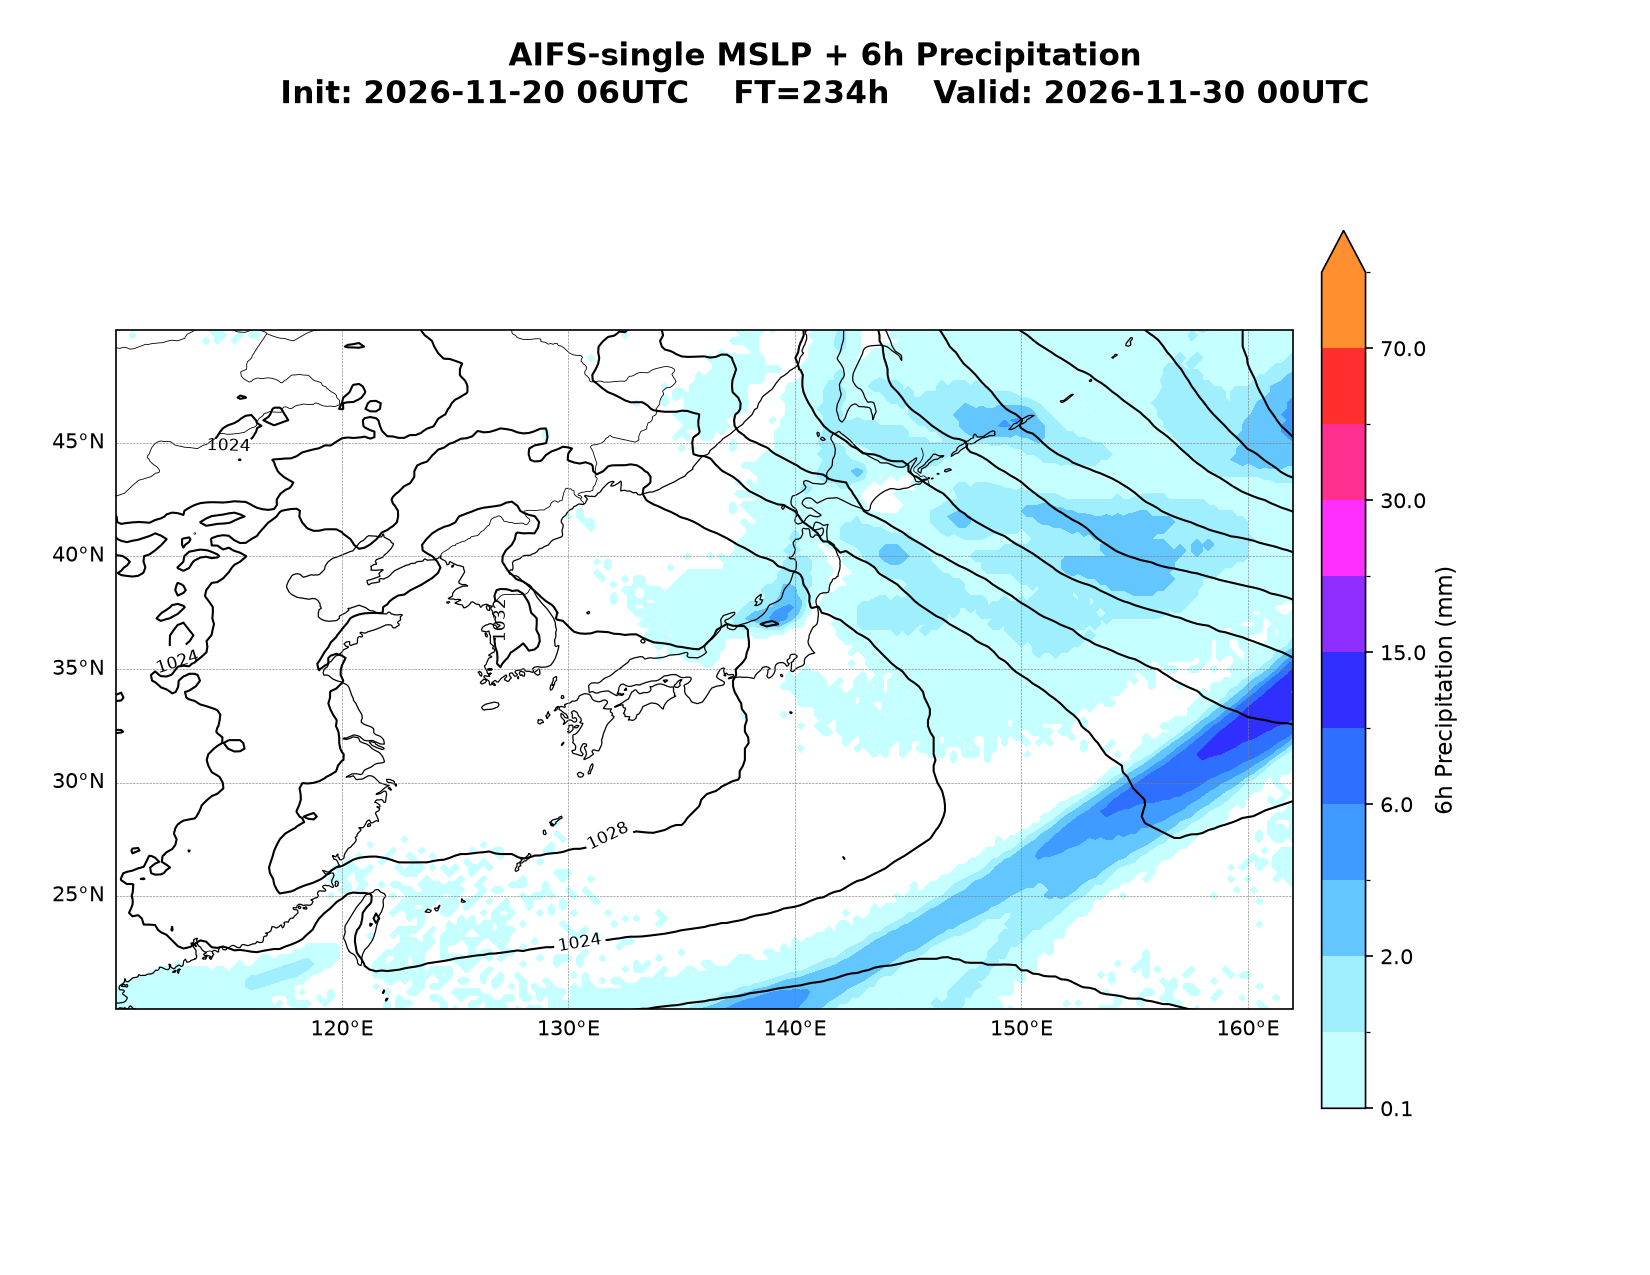 AIFS-single MSLP + 6h Precipitation
Init: 2026-11-20 06UTC    FT=234h    Valid: 2026-11-30 00UTC
70.0
30.0
15.0
6.0
2.0
0.1
6h Precipitation (mm)
45°N
40°N
35°N
30°N
25°N
120°E
130°E
140°E
150°E
160°E
1024
1032
1024
1028
1024